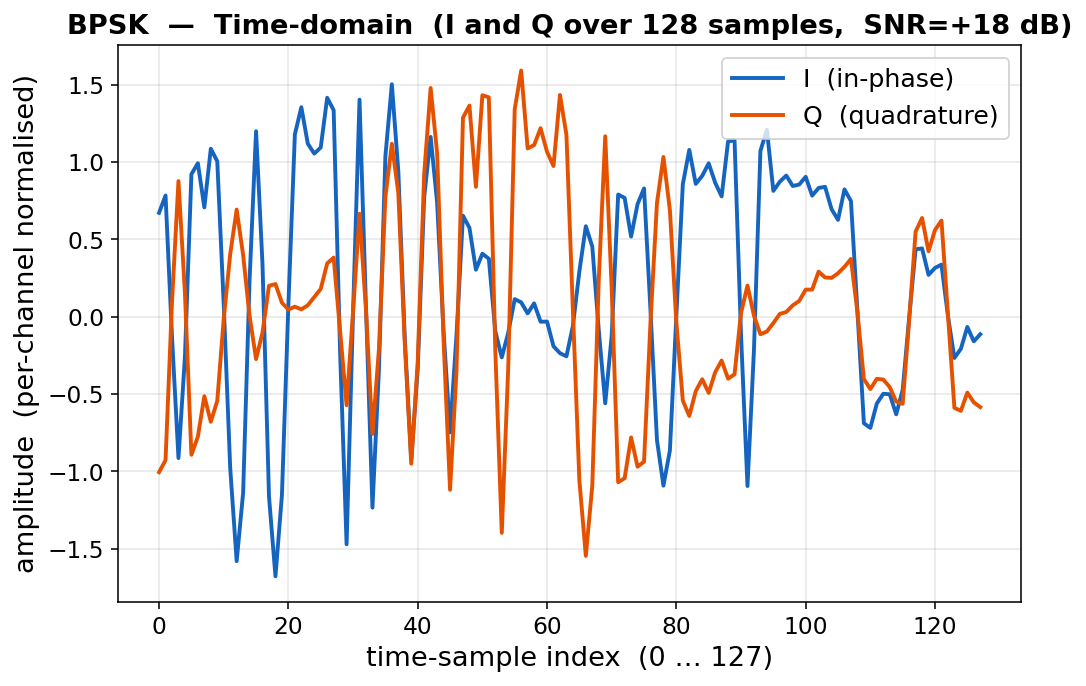 BPSK  —  Time-domain  (I and Q over 128 samples,  SNR=+18 dB)
I  (in-phase)
Q  (quadrature)
amplitude  (per-channel normalised)
1.5
1.0
0.5
0.0
−0.5
−1.0
−1.5
0 20 40 60 80 100 120
time-sample index  (0 ... 127)